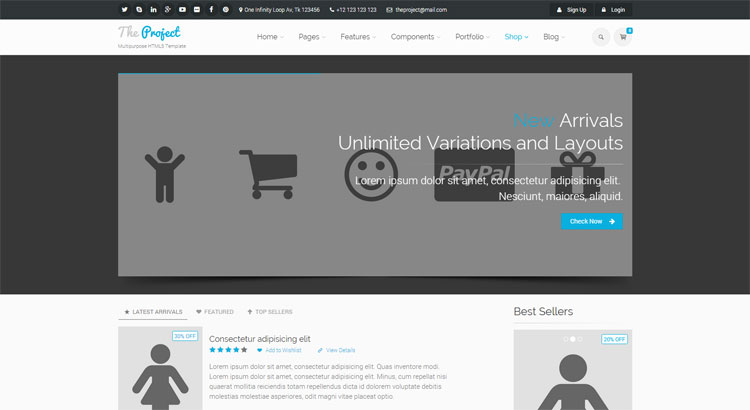 One Infinity Loop Av, Tk 123456 +12 123 123 123 theproject@mail.com Sign Up Login
The Project
Multipurpose HTML5 Template
Home Pages Features Components Portfolio Shop Blog
New Arrivals
Unlimited Variations and Layouts
PayPal
Lorem ipsum dolor sit amet, consectetur adipisicing elit.
Nesciunt, maiores, aliquid.
Check Now
LATEST ARRIVALS FEATURED TOP SELLERS
Best Sellers
30% OFF
20% OFF
Consectetur adipisicing elit
Add to Wishlist View Details
Lorem ipsum dolor sit amet, consectetur adipisicing elit. Quas inventore modi.
Lorem ipsum dolor sit amet, consectetur adipisicing elit. Minus, cum repellat nisi
quaerat mollitia reiciendis totam repellendus dicta id dolorem voluptate debitis.
molestias molestiae asperiores, odit magni vitae placeat optio.